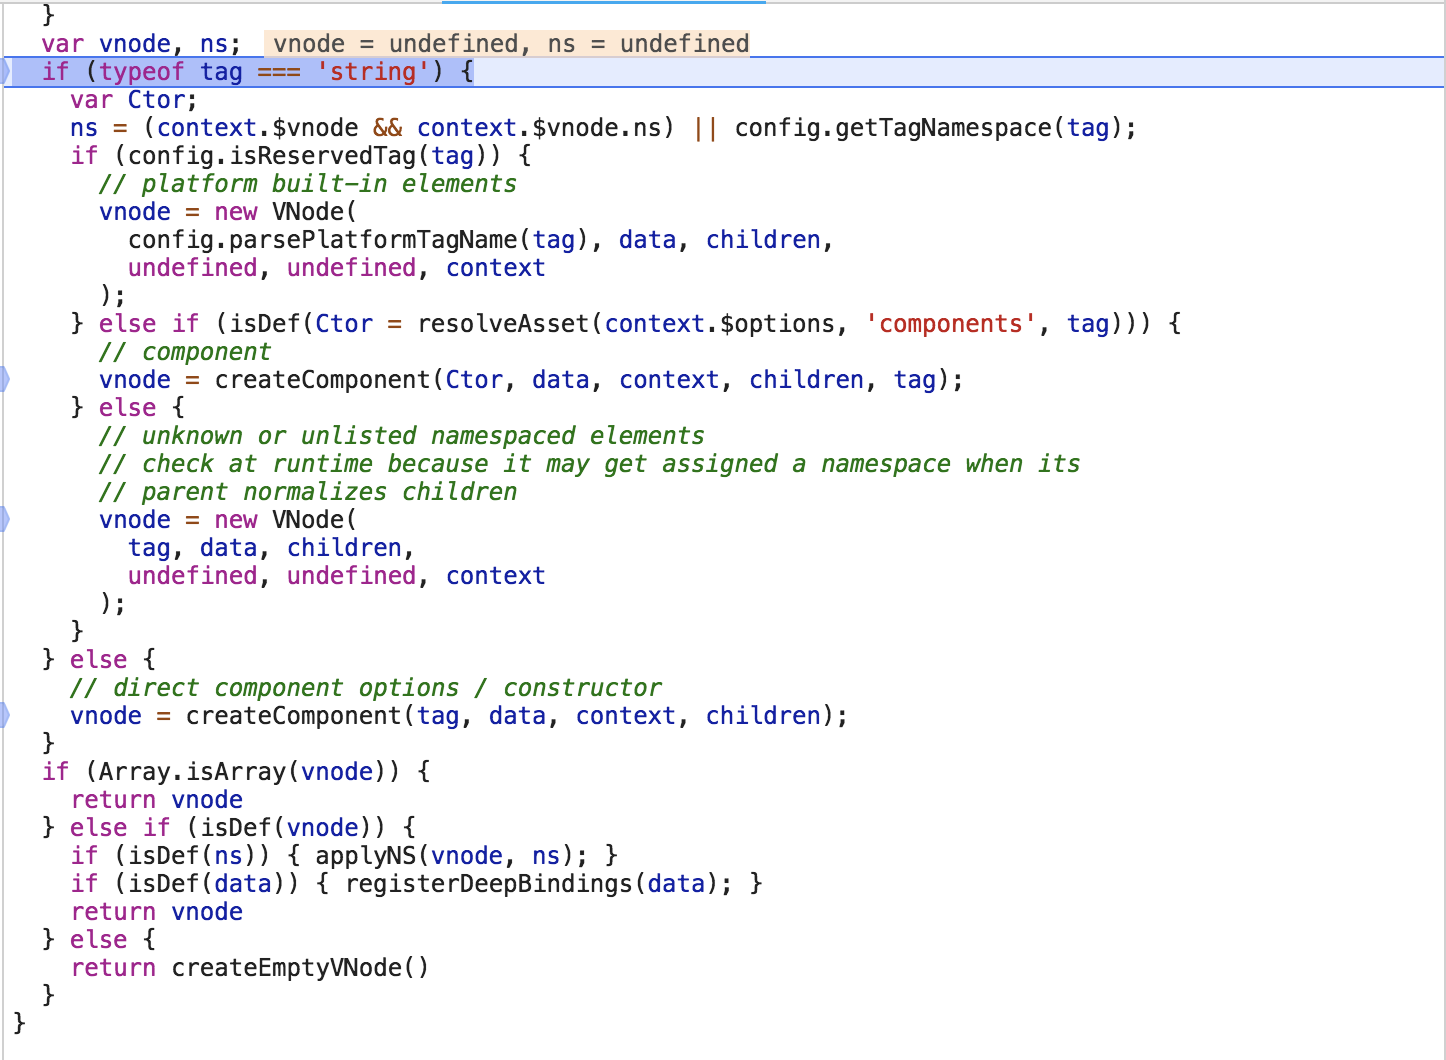 }
var vnode, ns; vnode = undefined, ns = undefined
if (typeof tag === 'string') {
var Ctor;
ns = (context.$vnode && context.$vnode.ns) || config.getTagNamespace(tag);
if (config.isReservedTag(tag)) {
// platform built-in elements
vnode = new VNode(
config.parsePlatformTagName(tag), data, children,
undefined, undefined, context
);
} else if (isDef(Ctor = resolveAsset(context.$options, 'components', tag))) {
// component
vnode = createComponent(Ctor, data, context, children, tag);
} else {
// unknown or unlisted namespaced elements
// check at runtime because it may get assigned a namespace when its
// parent normalizes children
vnode = new VNode(
tag, data, children,
undefined, undefined, context
);
}
} else {
// direct component options / constructor
vnode = createComponent(tag, data, context, children);
}
if (Array.isArray(vnode)) {
return vnode
} else if (isDef(vnode)) {
if (isDef(ns)) { applyNS(vnode, ns); }
if (isDef(data)) { registerDeepBindings(data); }
return vnode
} else {
return createEmptyVNode()
}
}